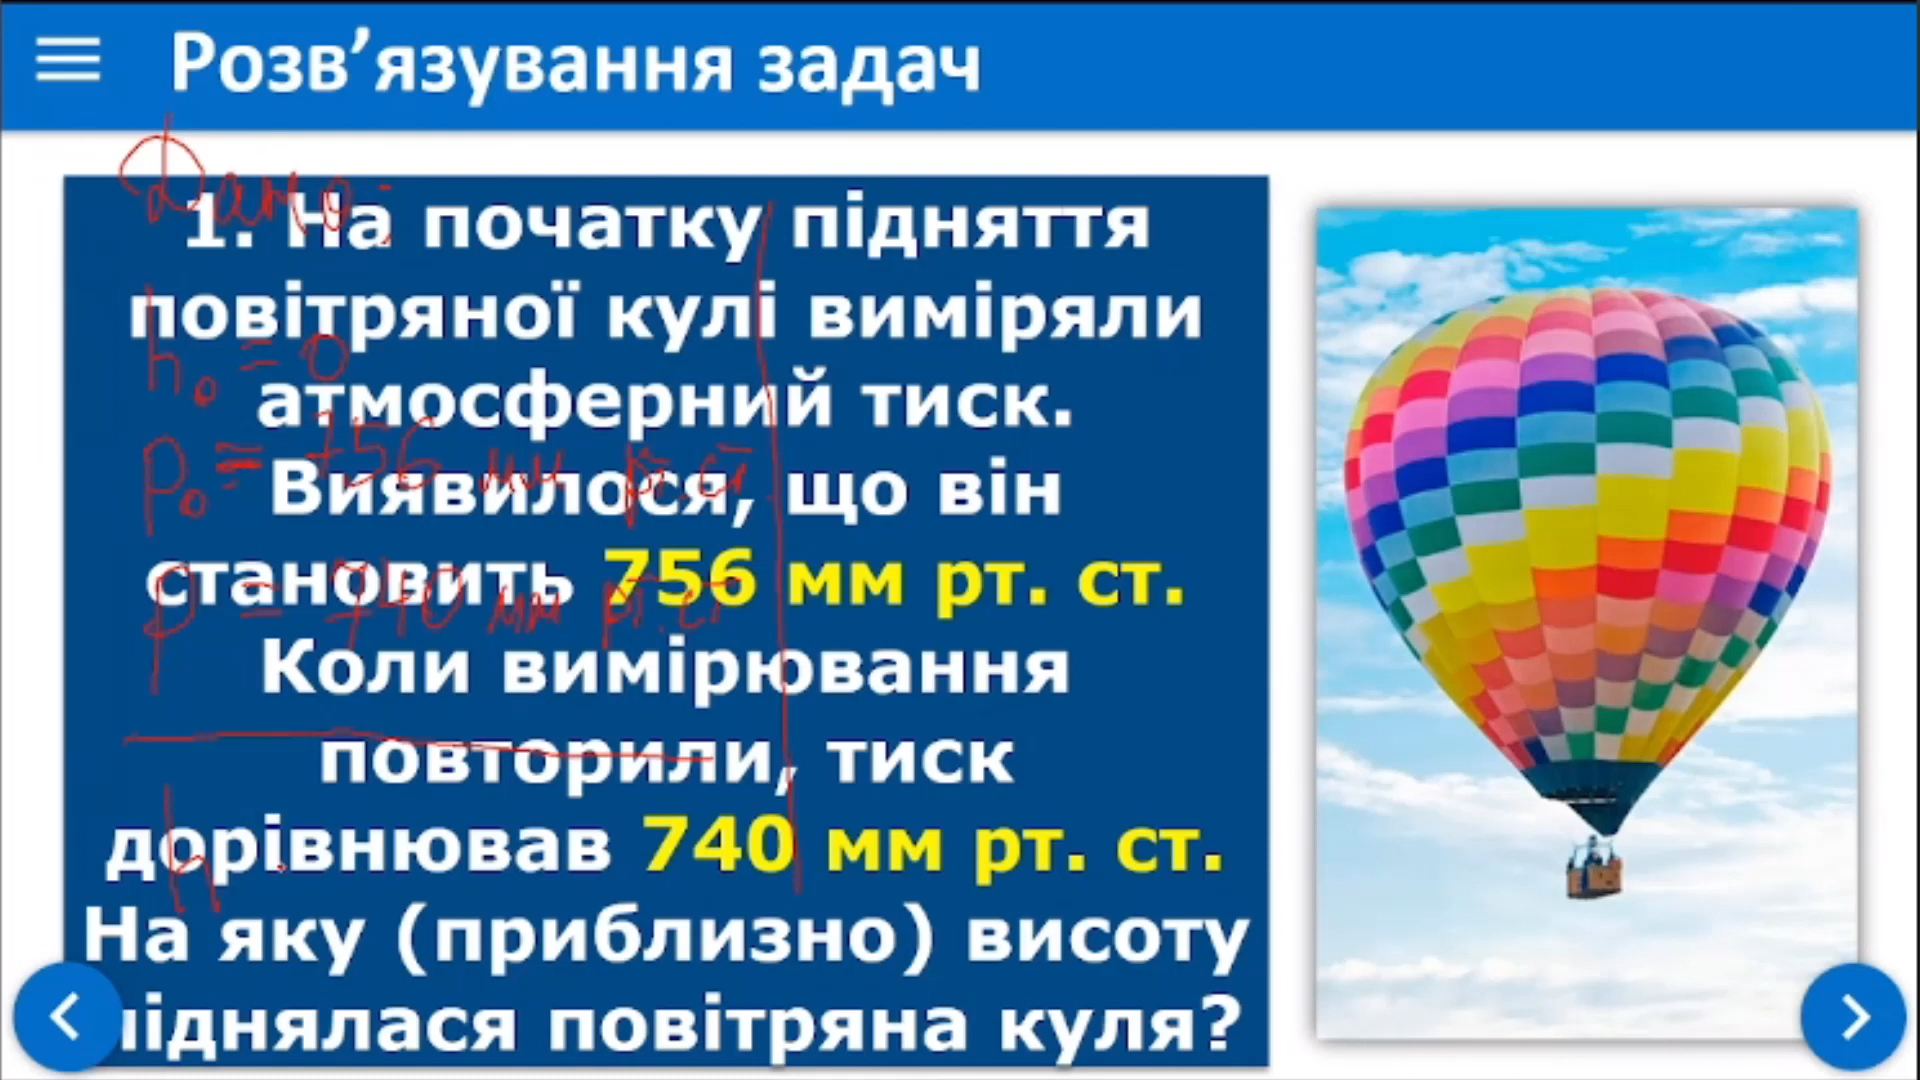 Розв’язування задач
Дано:
1. На початку підняття
повітряної кулі виміряли
h₀ = 0
атмосферний тиск.
p₀ = 756 мм рт.ст
Виявилося, що він
становить 756 мм рт. ст.
p = 740 мм рт.ст
Коли вимірювання
повторили, тиск
дорівнював 740 мм рт. ст.
h
На яку (приблизно) висоту
піднялася повітряна куля?